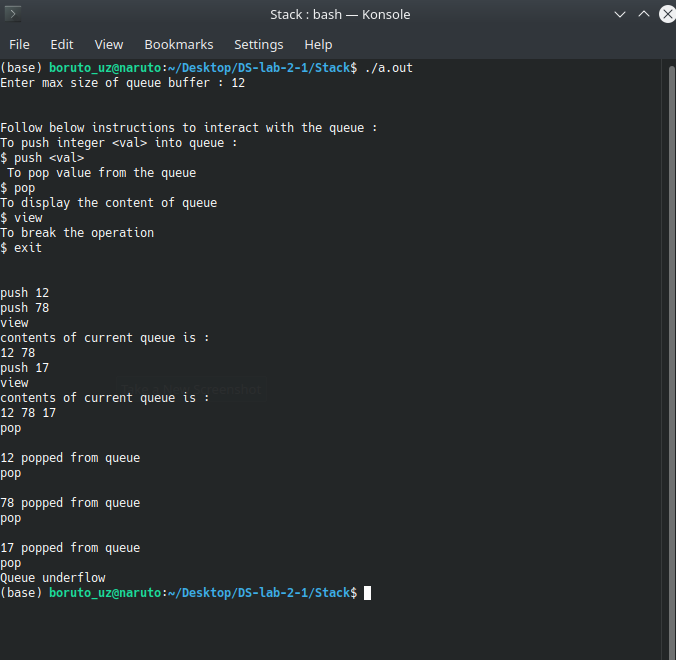 Stack : bash — Konsole
File Edit View Bookmarks Settings Help
(base) boruto_uz@naruto:~/Desktop/DS-lab-2-1/Stack$ ./a.out
Enter max size of queue buffer : 12
Follow below instructions to interact with the queue :
To push integer <val> into queue :
$ push <val>
To pop value from the queue
$ pop
To display the content of queue
$ view
To break the operation
$ exit
push 12
push 78
view
contents of current queue is :
12 78
push 17
view
contents of current queue is :
12 78 17
pop
12 popped from queue
pop
78 popped from queue
pop
17 popped from queue
pop
Queue underflow
(base) boruto_uz@naruto:~/Desktop/DS-lab-2-1/Stack$